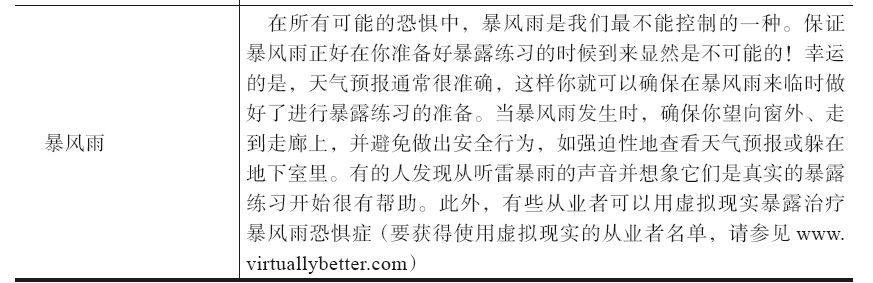 在所有可能的恐惧中，暴风雨是我们最不能控制的一种。保证
暴风雨正好在你准备好暴露练习的时候到来显然是不可能的！幸运
的是，天气预报通常很准确，这样你就可以确保在暴风雨来临时做
好了进行暴露练习的准备。当暴风雨发生时，确保你望向窗外、走
暴风雨
到走廊上，并避免做出安全行为，如强迫性地查看天气预报或躲在
地下室里。有的人发现从听雷暴雨的声音并想象它们是真实的暴露
练习开始很有帮助。此外，有些从业者可以用虚拟现实暴露治疗
暴风雨恐惧症（要获得使用虚拟现实的从业者名单，请参见 www.
virtuallybetter.com）